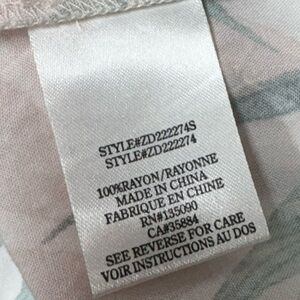 STYLE#ZD222274S
STYLE#ZD222274
100%RAYON/RAYONNE
MADE IN CHINA
FABRIQUE EN CHINE
RN#135090
CA#35884
SEE REVERSE FOR CARE
VOIR INSTRUCTIONS AU DOS